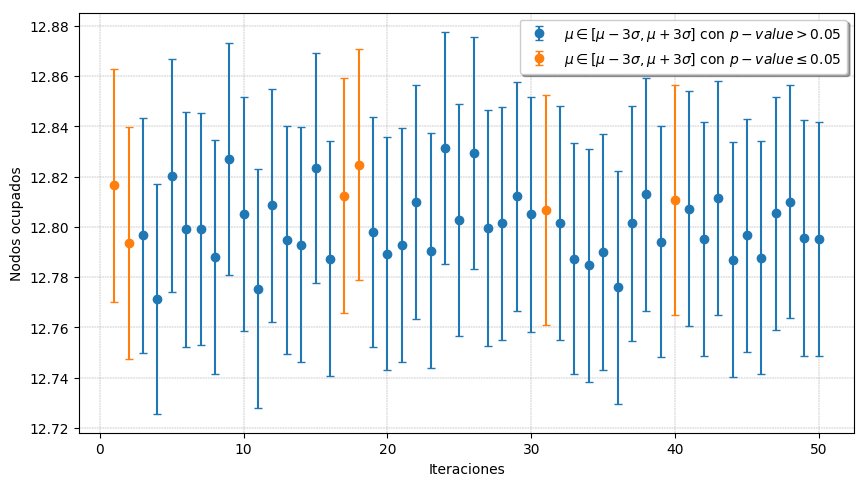 μ ∈ [μ − 3σ, μ + 3σ] con p − value > 0.05
μ ∈ [μ − 3σ, μ + 3σ] con p − value ≤ 0.05
12.88
12.86
12.84
12.82
12.80
12.78
12.76
12.74
12.72
Nodos ocupados
0 10 20 30 40 50
Iteraciones